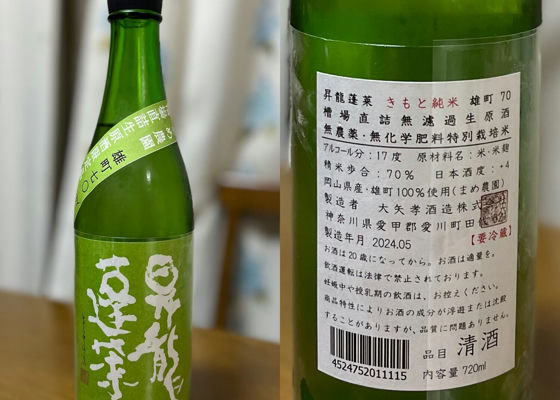 昇龍
蓬莱
雄町七〇
昇龍蓬莱 きもと純米 雄町 70
槽場直詰無濾過生原酒
無農薬・無化学肥料特別栽培米
アルコール分:17度 原材料名:米・米麹
精米歩合:70% 日本酒度:+4
岡山県産・雄町100%使用(まめ農園)
製造者 大矢孝酒造株式
神奈川県愛甲郡愛川町田
製造年月 2024.05 【要冷蔵】
お酒は20歳になってから。お酒は適量を。
飲酒運転は法律で禁止されております。
妊娠中や授乳期の飲酒は、お控えください。
商品特性によりお酒の成分が浮遊または沈殿
することがありますが、品質に問題ありません。
品目 清酒
4524752011115 内容量 720ml